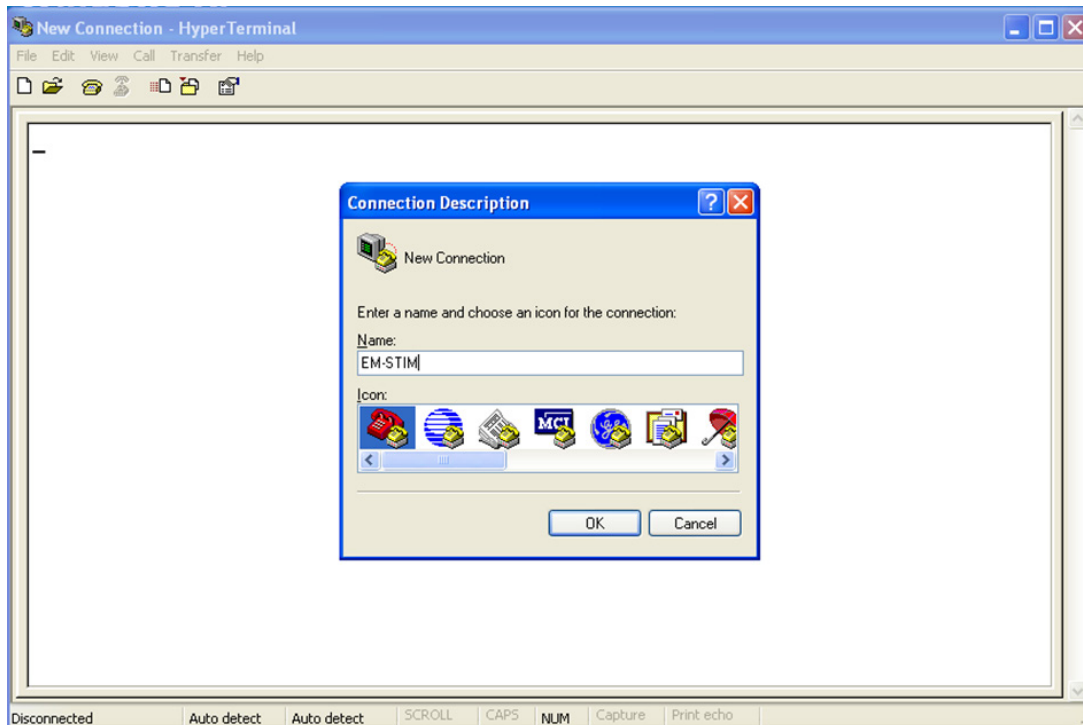 New Connection - HyperTerminal
File Edit View Call Transfer Help
Connection Description
New Connection
Enter a name and choose an icon for the connection:
Name:
EM-STIM
Icon:
MCI
OK Cancel
Disconnected Auto detect Auto detect SCROLL CAPS NUM Capture Print echo